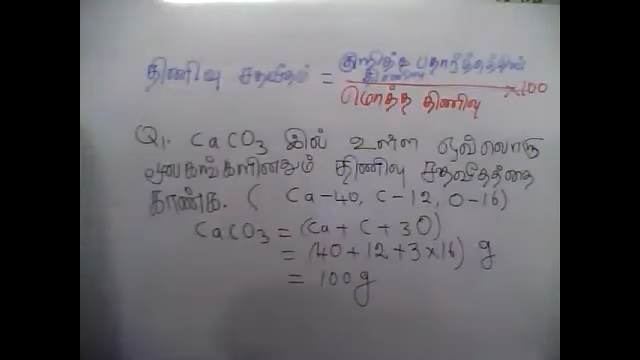 திணிவு சதவீதம் = குறித்த பதார்த்தத்தின் திணிவு × 100
மொத்த திணிவு
Q1. CaCO3 இல் உள்ள ஒவ்வொரு
மூலகங்களினதும் திணிவு சதவீதத்தை
காண்க. ( Ca-40, C-12, O-16)
CaCO3 = (Ca + C + 3O)
= (40+12+3×16) g
= 100g